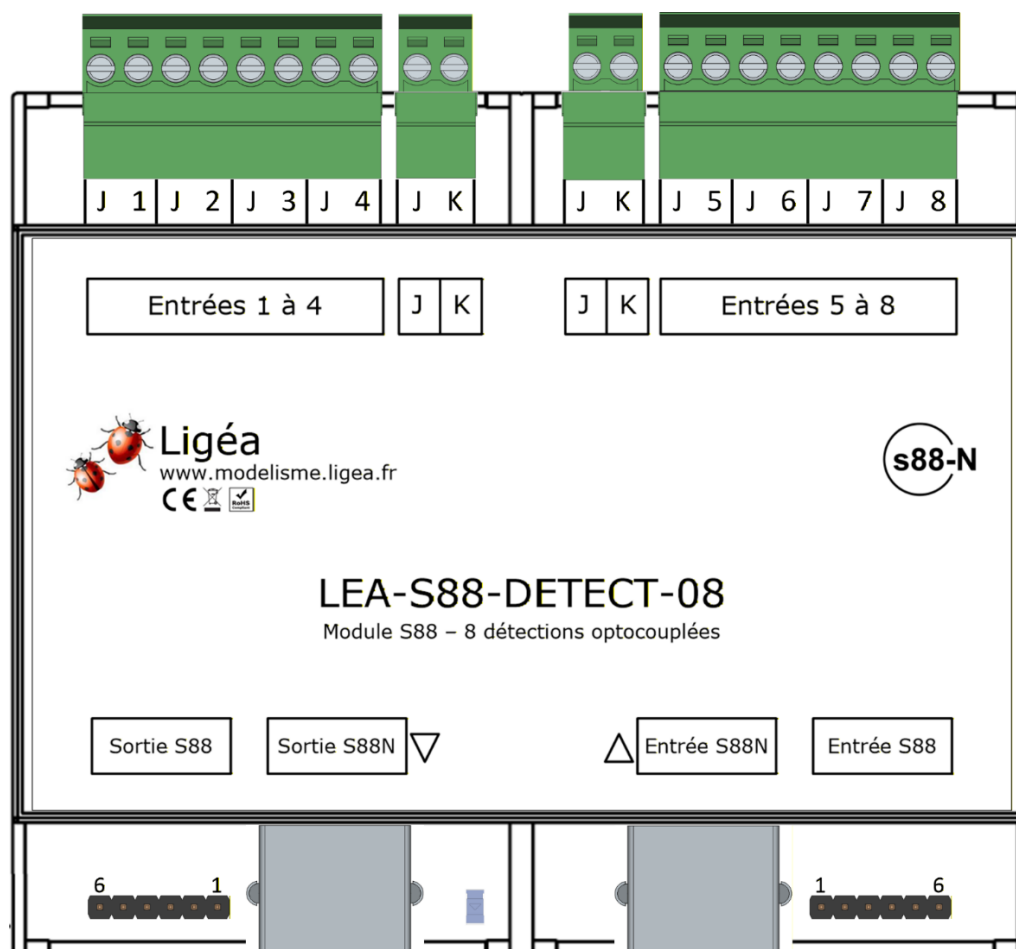 J 1 J 2 J 3 J 4 J K J K J 5 J 6 J 7 J 8
Entrées 1 à 4 J K J K Entrées 5 à 8
Ligéa
www.modelisme.ligea.fr
CE RoHS
Compliant
s88-N
LEA-S88-DETECT-08
Module S88 – 8 détections optocouplées
Sortie S88 Sortie S88N Entrée S88N Entrée S88
6 1 1 6